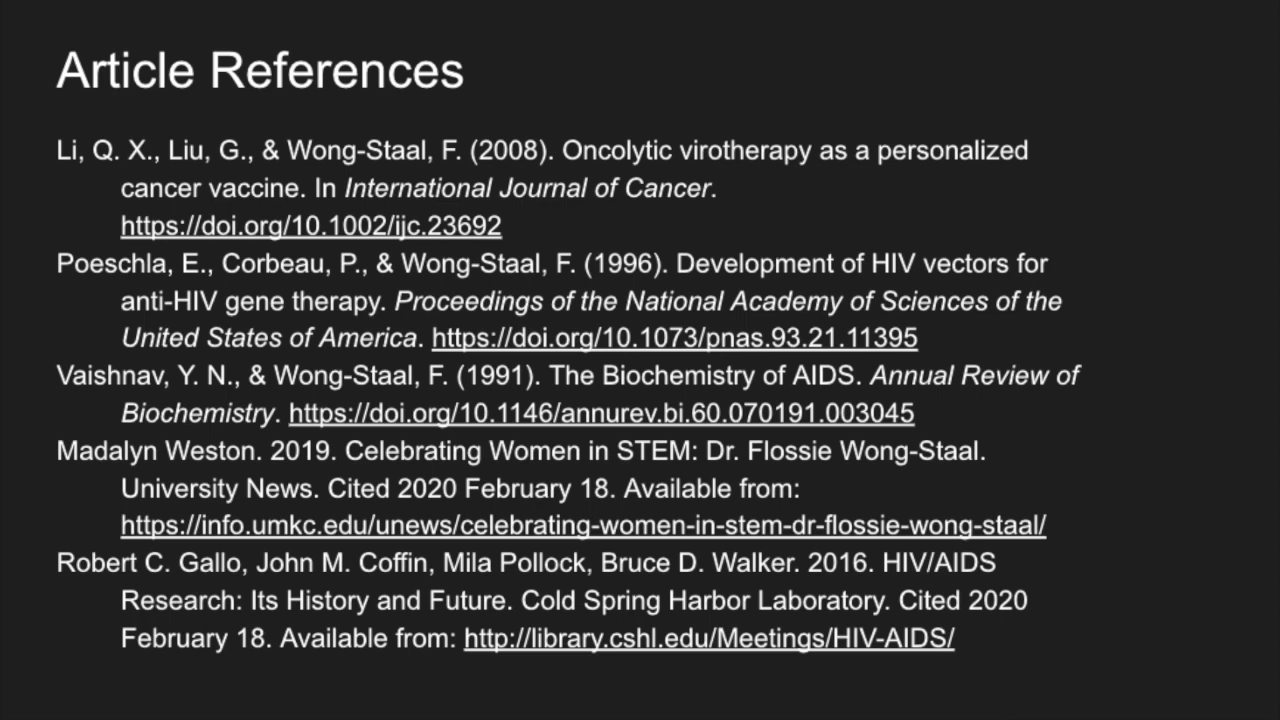 Article References
Li, Q. X., Liu, G., & Wong-Staal, F. (2008). Oncolytic virotherapy as a personalized
cancer vaccine. In International Journal of Cancer.
https://doi.org/10.1002/ijc.23692
Poeschla, E., Corbeau, P., & Wong-Staal, F. (1996). Development of HIV vectors for
anti-HIV gene therapy. Proceedings of the National Academy of Sciences of the
United States of America. https://doi.org/10.1073/pnas.93.21.11395
Vaishnav, Y. N., & Wong-Staal, F. (1991). The Biochemistry of AIDS. Annual Review of
Biochemistry. https://doi.org/10.1146/annurev.bi.60.070191.003045
Madalyn Weston. 2019. Celebrating Women in STEM: Dr. Flossie Wong-Staal.
University News. Cited 2020 February 18. Available from:
https://info.umkc.edu/unews/celebrating-women-in-stem-dr-flossie-wong-staal/
Robert C. Gallo, John M. Coffin, Mila Pollock, Bruce D. Walker. 2016. HIV/AIDS
Research: Its History and Future. Cold Spring Harbor Laboratory. Cited 2020
February 18. Available from: http://library.cshl.edu/Meetings/HIV-AIDS/